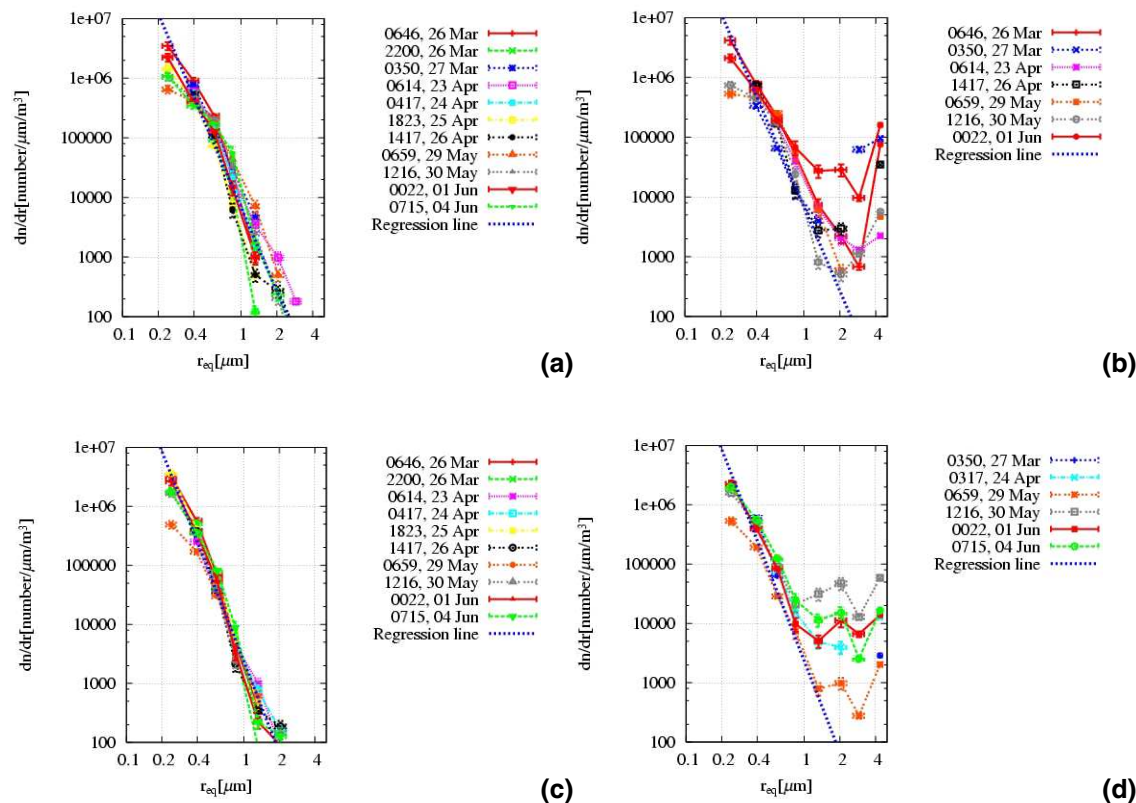 1e+07
1e+06
100000
10000
1000
100
0.1
0.2
0.4
1
2
4
dn/dr[number/μm/m³]
r_eq[μm]
0646, 26 Mar
2200, 26 Mar
0350, 27 Mar
0614, 23 Apr
0417, 24 Apr
1823, 25 Apr
1417, 26 Apr
0659, 29 May
1216, 30 May
0022, 01 Jun
0715, 04 Jun
Regression line
(a)
1e+07
1e+06
100000
10000
1000
100
0.1
0.2
0.4
1
2
4
dn/dr[number/μm/m³]
r_eq[μm]
0646, 26 Mar
0350, 27 Mar
0614, 23 Apr
1417, 26 Apr
0659, 29 May
1216, 30 May
0022, 01 Jun
Regression line
(b)
1e+07
1e+06
100000
10000
1000
100
0.1
0.2
0.4
1
2
4
dn/dr[number/μm/m³]
r_eq[μm]
0646, 26 Mar
2200, 26 Mar
0614, 23 Apr
0417, 24 Apr
1823, 25 Apr
1417, 26 Apr
0659, 29 May
1216, 30 May
0022, 01 Jun
0715, 04 Jun
Regression line
(c)
1e+07
1e+06
100000
10000
1000
100
0.1
0.2
0.4
1
2
4
dn/dr[number/μm/m³]
r_eq[μm]
0350, 27 Mar
0317, 24 Apr
0659, 29 May
1216, 30 May
0022, 01 Jun
0715, 04 Jun
Regression line
(d)